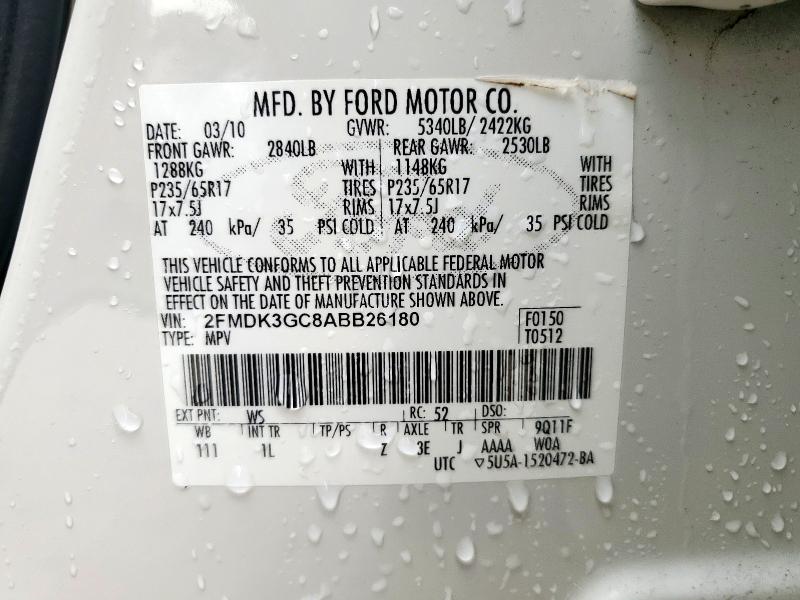 MFD. BY FORD MOTOR CO.
DATE: 03/10 GVWR: 5340LB/ 2422KG
FRONT GAWR: 2840LB REAR GAWR: 2530LB
1288KG WITH 1148KG WITH
P235/65R17 TIRES P235/65R17 TIRES
17x7.5J RIMS 17x7.5J RIMS
AT 240 kPa/ 35 PSI COLD AT 240 kPa/ 35 PSI COLD
THIS VEHICLE CONFORMS TO ALL APPLICABLE FEDERAL MOTOR
VEHICLE SAFETY AND THEFT PREVENTION STANDARDS IN
EFFECT ON THE DATE OF MANUFACTURE SHOWN ABOVE.
VIN: 2FMDK3GC8ABB26180 F0150
TYPE: MPV T0512
EXT PNT: WS RC: 52 DSO:
WB INT TR TP/PS R AXLE TR SPR 9Q11F
111 1L Z 3E J AAAA WOA
UTC ▽5U5A-1520472-BA